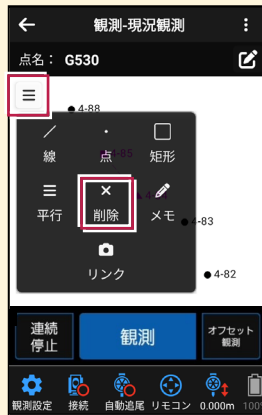 観測-現況観測
点名： G530
4-88
線 点 矩形
4-85
平行 削除 メモ
4-83
リンク
4-82
連続
停止
観測
オフセット
観測
観測設定 接続 自動追尾 リモコン 0.000m 100%